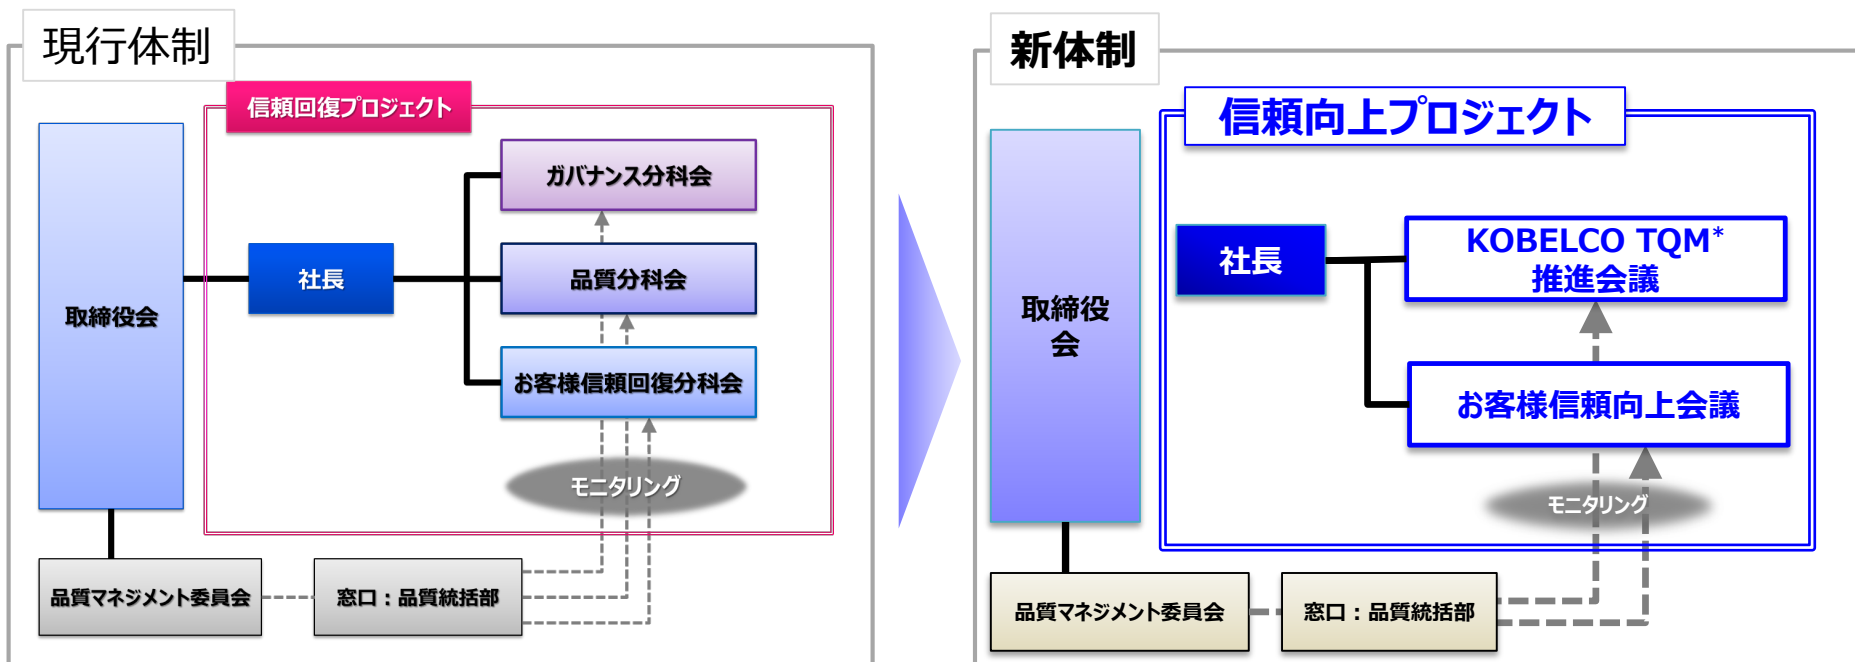 現行体制
信頼回復プロジェクト
ガバナンス分科会
社長
品質分科会
取締役会
お客様信頼回復分科会
モニタリング
品質マネジメント委員会
窓口：品質統括部
新体制
信頼向上プロジェクト
社長
KOBELCO TQM*
推進会議
取締役
会
お客様信頼向上会議
モニタリング
品質マネジメント委員会
窓口：品質統括部